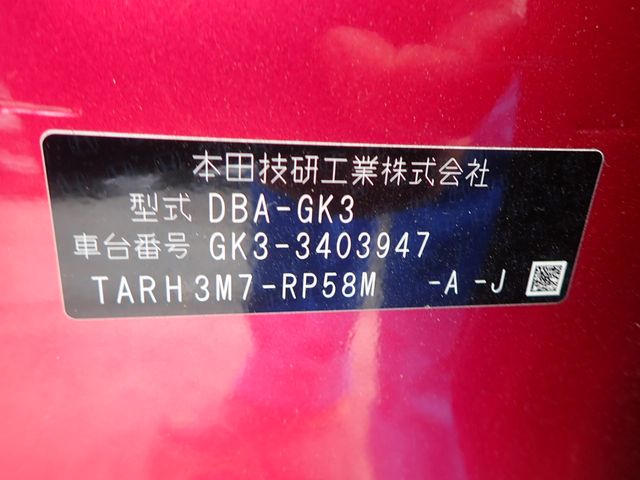 本田技研工業株式会社
型式 DBA-GK3
車台番号 GK3-3403947
TARH3M7-RP58M -A -J